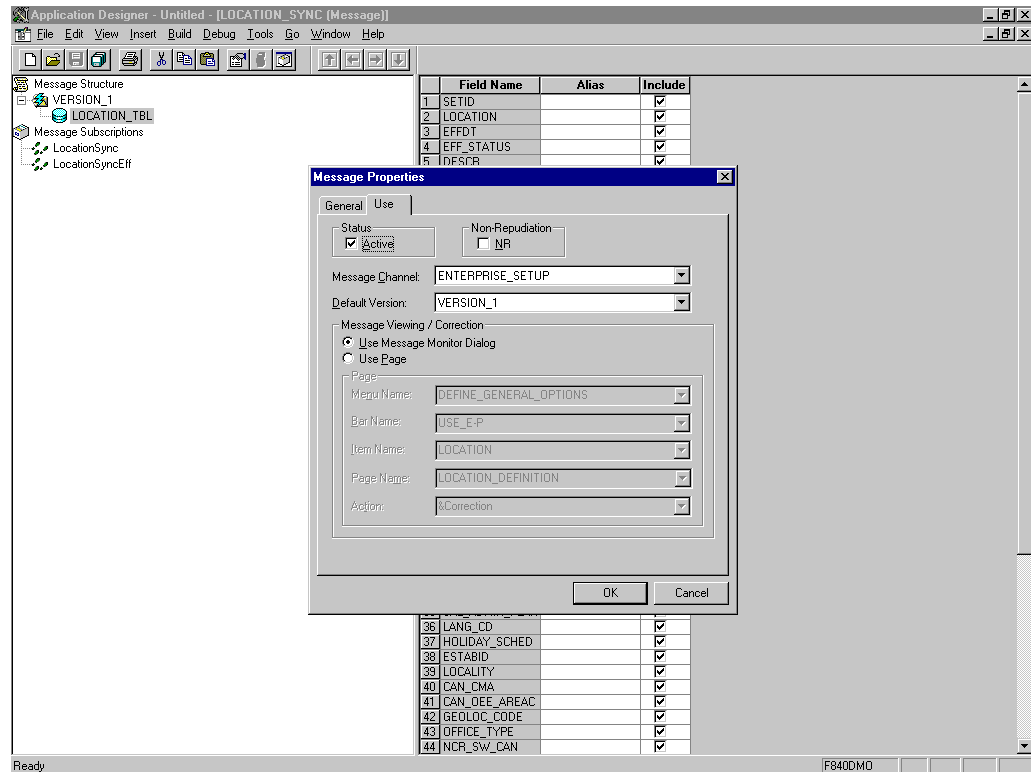 Application Designer - Untitled - [LOCATION_SYNC (Message)]
File Edit View Insert Build Debug Tools Go Window Help
Message Structure
VERSION_1
LOCATION_TBL
Message Subscriptions
LocationSync
LocationSyncEff
Field Name Alias Include
1 SETID
2 LOCATION
3 EFFDT
4 EFF_STATUS
5 DESCR
Message Properties
General Use
Status
Active
Non-Repudiation
NR
Message Channel: ENTERPRISE_SETUP
Default Version: VERSION_1
Message Viewing / Correction
Use Message Monitor Dialog
Use Page
Page
Menu Name: DEFINE_GENERAL_OPTIONS
Bar Name: USE_E-P
Item Name: LOCATION
Page Name: LOCATION_DEFINITION
Action: &Correction
OK Cancel
36 LANG_CD
37 HOLIDAY_SCHED
38 ESTABID
39 LOCALITY
40 CAN_CMA
41 CAN_OEE_AREAC
42 GEOLOC_CODE
43 OFFICE_TYPE
44 NCR_SW_CAN
Ready F840DMO